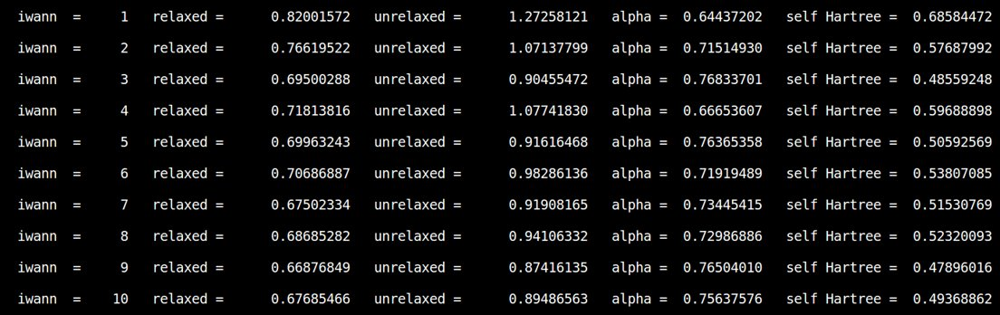 iwann = 1 relaxed = 0.82001572 unrelaxed = 1.27258121 alpha = 0.64437202 self Hartree = 0.68584472
iwann = 2 relaxed = 0.76619522 unrelaxed = 1.07137799 alpha = 0.71514930 self Hartree = 0.57687992
iwann = 3 relaxed = 0.69500288 unrelaxed = 0.90455472 alpha = 0.76833701 self Hartree = 0.48559248
iwann = 4 relaxed = 0.71813816 unrelaxed = 1.07741830 alpha = 0.66653607 self Hartree = 0.59688898
iwann = 5 relaxed = 0.69963243 unrelaxed = 0.91616468 alpha = 0.76365358 self Hartree = 0.50592569
iwann = 6 relaxed = 0.70686887 unrelaxed = 0.98286136 alpha = 0.71919489 self Hartree = 0.53807085
iwann = 7 relaxed = 0.67502334 unrelaxed = 0.91908165 alpha = 0.73445415 self Hartree = 0.51530769
iwann = 8 relaxed = 0.68685282 unrelaxed = 0.94106332 alpha = 0.72986886 self Hartree = 0.52320093
iwann = 9 relaxed = 0.66876849 unrelaxed = 0.87416135 alpha = 0.76504010 self Hartree = 0.47896016
iwann = 10 relaxed = 0.67685466 unrelaxed = 0.89486563 alpha = 0.75637576 self Hartree = 0.49368862